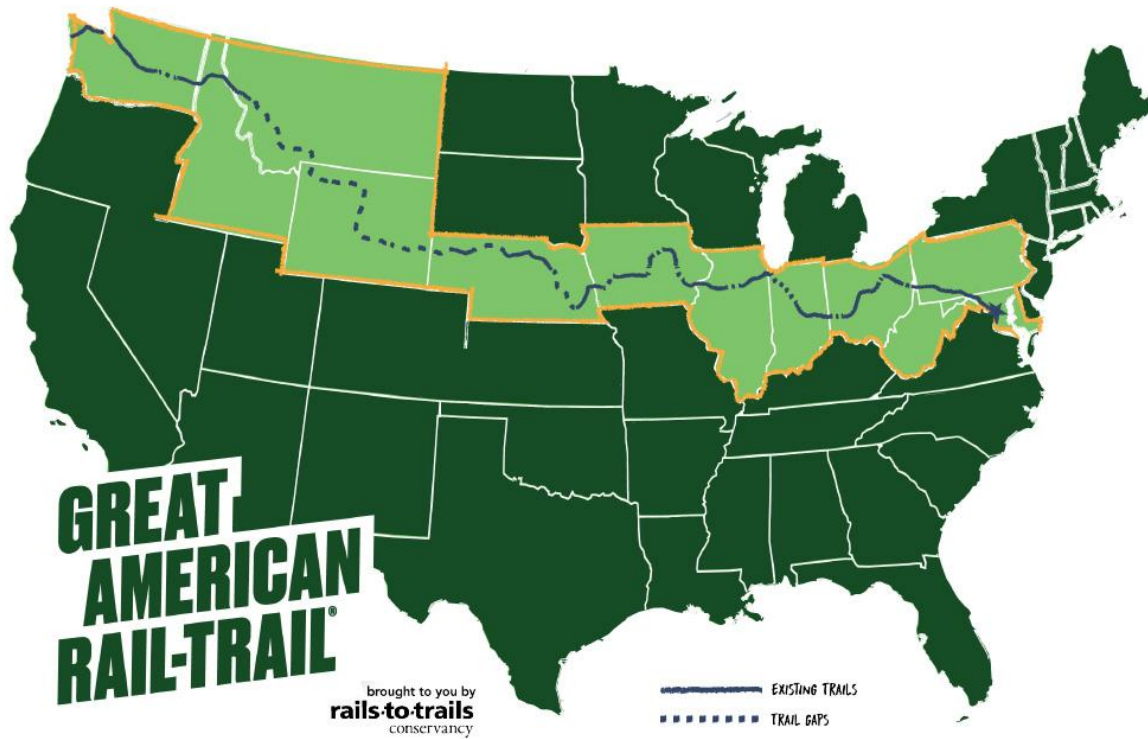 GREAT
AMERICAN
RAIL-TRAIL®
brought to you by
rails·to·trails
conservancy
EXISTING TRAILS
TRAIL GAPS